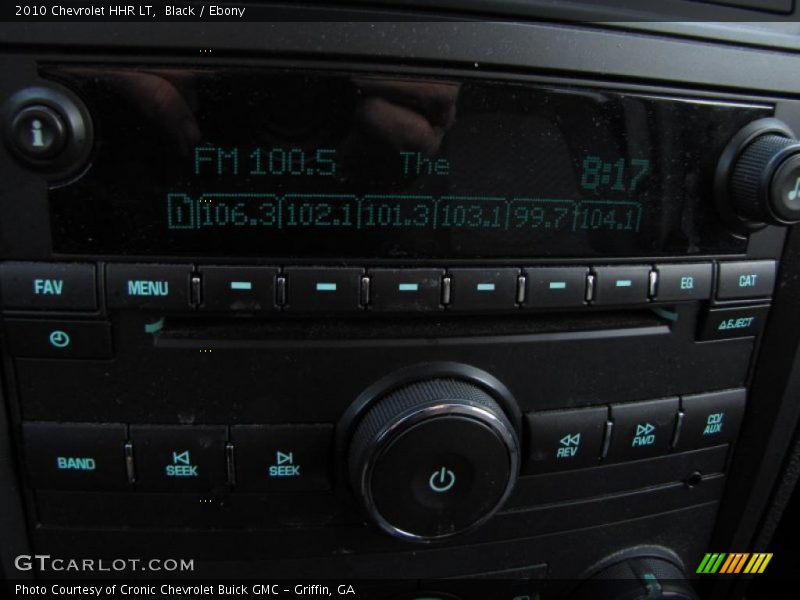 2010 Chevrolet HHR LT, Black / Ebony
i
FM 100.5 The 8:17
1 106.3 102.1 101.3 103.1 99.7 104.1
FAV MENU EQ CAT
EJECT
BAND SEEK SEEK REV FWD CD/AUX
GTCARLOT.COM
Photo Courtesy of Cronic Chevrolet Buick GMC - Griffin, GA